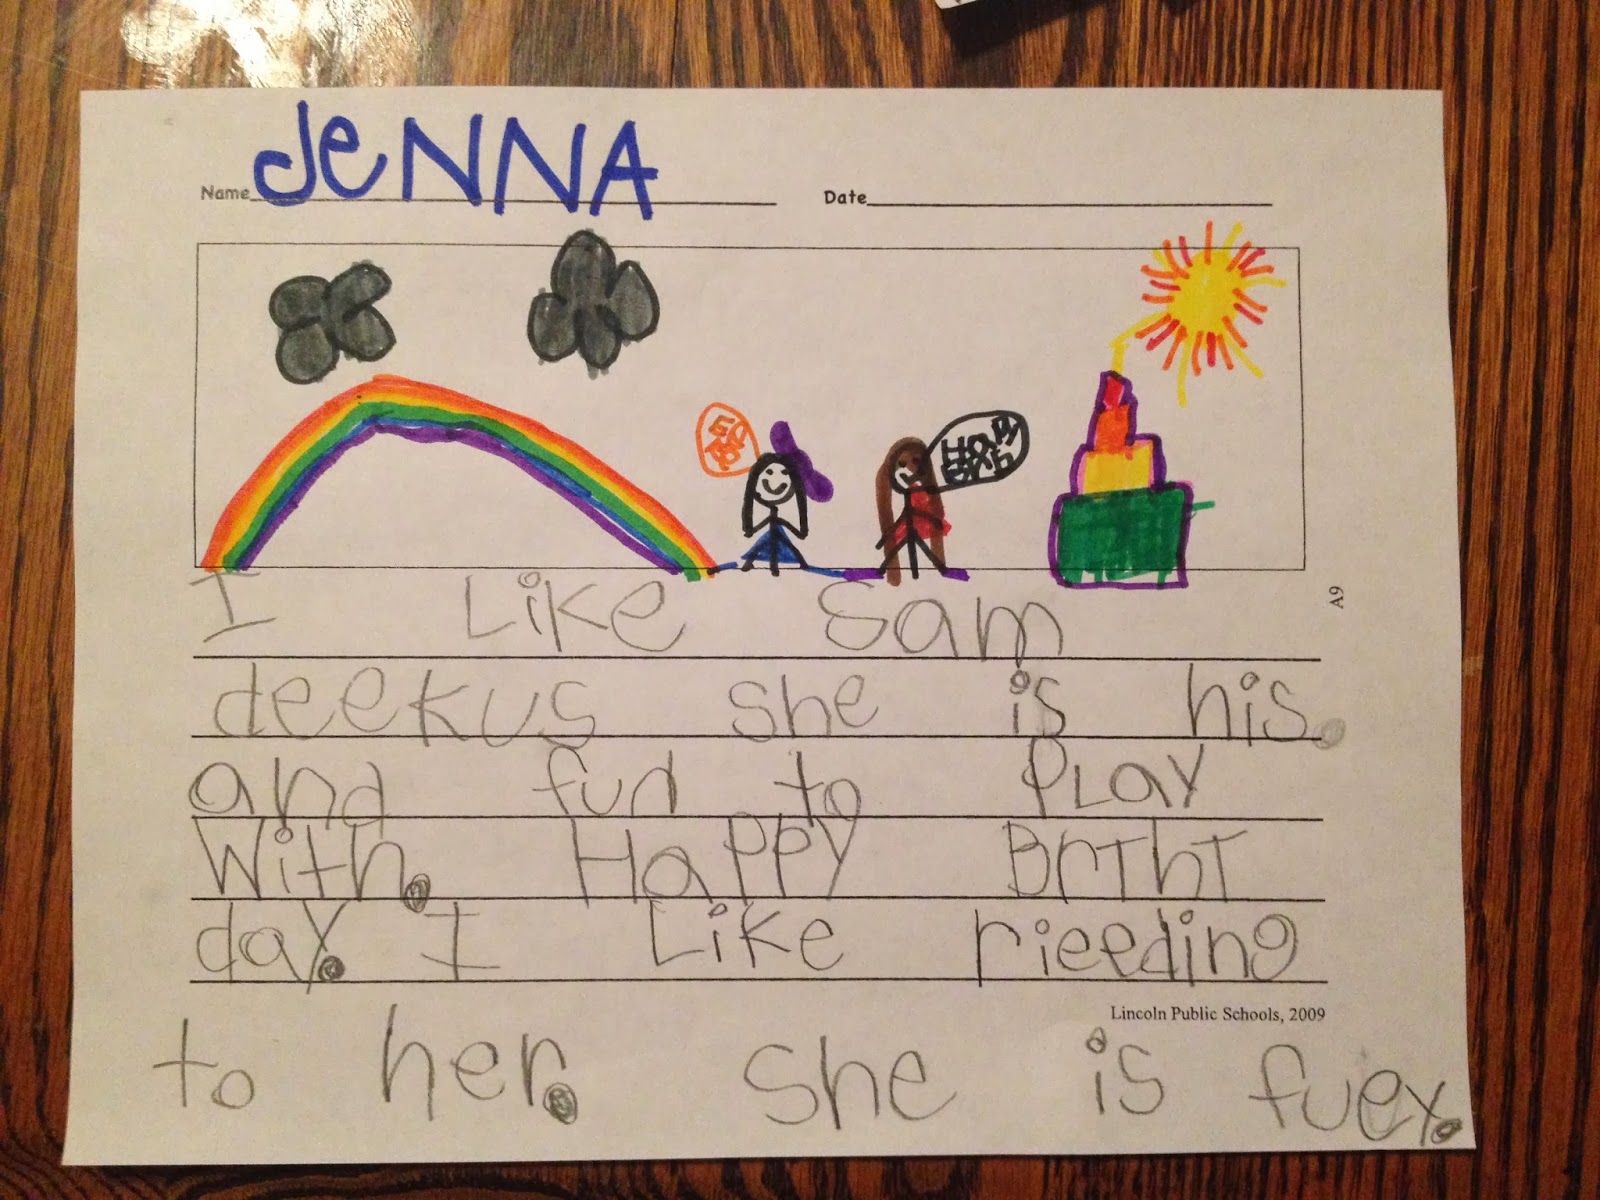 Name JeNNA Date
I Like Sam
deekus she is his.
and fun to PLay
With. HaPPy BrThT
day. I Like rieeding
Lincoln Public Schools, 2009
to her. she is fuey.
A9